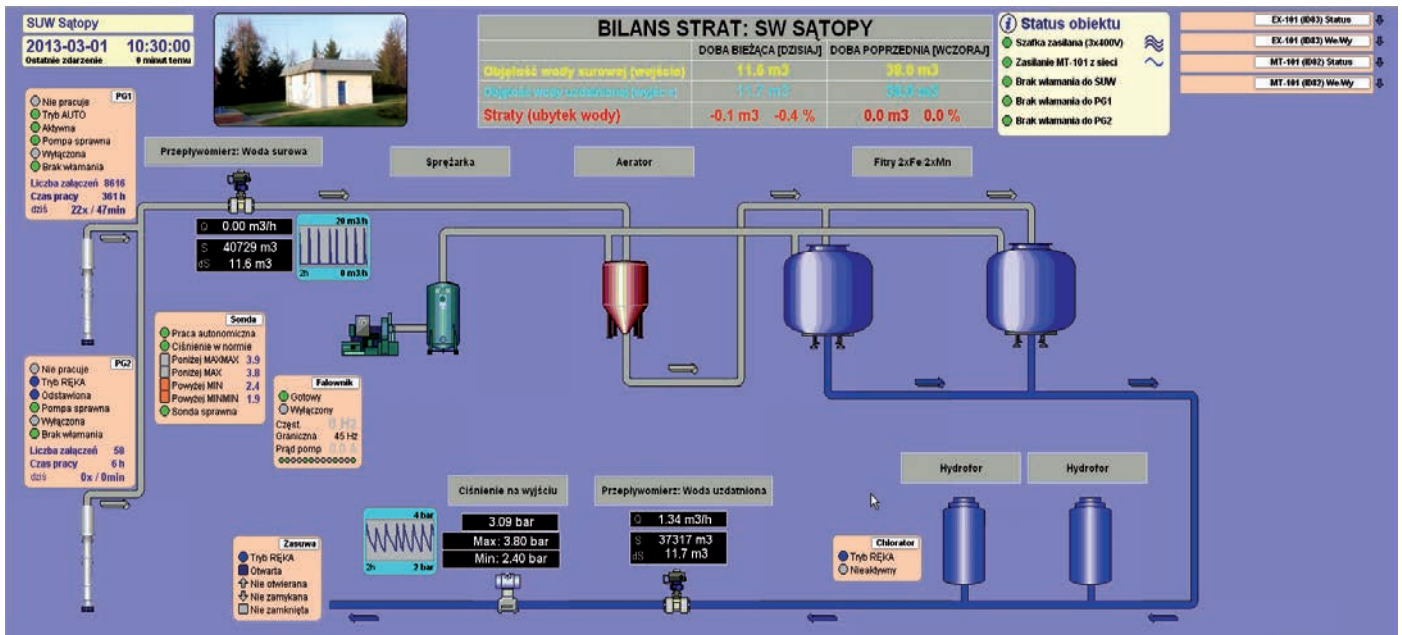 SUW Sątopy
2013-03-01 10:30:00
Ostatnie zdarzenie 0 minut temu
BILANS STRAT: SW SĄTOPY
DOBA BIEŻĄCA [DZISIAJ] DOBA POPRZEDNIA [WCZORAJ]
Objętość wody surowej (wejście) 11.6 m3 38.0 m3
Objętość wody uzdatnionej (wyjście) 11.7 m3
Straty (ubytek wody) -0.1 m3 -0.4 % 0.0 m3 0.0 %
Status obiektu
Szafka zasilana (3x400V)
Zasilanie MT-101 z sieci
Brak włamania do SUW
Brak włamania do PG1
Brak włamania do PG2
EX-101 (ID03) Status
EX-101 (ID03) We.Wy
MT-101 (ID02) Status
MT-101 (ID02) We.Wy
PG1
Nie pracuje
Tryb AUTO
Aktywna
Pompa sprawna
Wyłączona
Brak włamania
Liczba załączeń 8616
Czas pracy 361 h
dziś 22x / 47min
Przepływomierz: Woda surowa
Q 0.00 m3/h
S 40729 m3
dS 11.6 m3
20 m3/h
2h 0 m3/h
Sprężarka
Aerator
Fitry 2xFe 2xMn
Sonda
Praca autonomiczna
Ciśnienie w normie
Poniżej MAXMAX 3.9
Poniżej MAX 3.8
Powyżej MIN 2.4
Powyżej MINMIN 1.9
Sonda sprawna
PG2
Nie pracuje
Tryb RĘKA
Odstawiona
Pompa sprawna
Wyłączona
Brak włamania
Liczba załączeń 58
Czas pracy 6 h
dziś 0x / 0min
Falownik
Gotowy
Wyłączony
Częst. 0 Hz
Graniczna 45 Hz
Prąd pomp 0.0 A
Ciśnienie na wyjściu
4 bar
2h 2 bar
3.09 bar
Max: 3.80 bar
Min: 2.40 bar
Przepływomierz: Woda uzdatniona
Q 1.34 m3/h
S 37317 m3
dS 11.7 m3
Hydrofor
Hydrofor
Chlorator
Tryb RĘKA
Nieaktywny
Zasuwa
Tryb RĘKA
Otwarta
Nie otwierana
Nie zamykana
Nie zamknięta